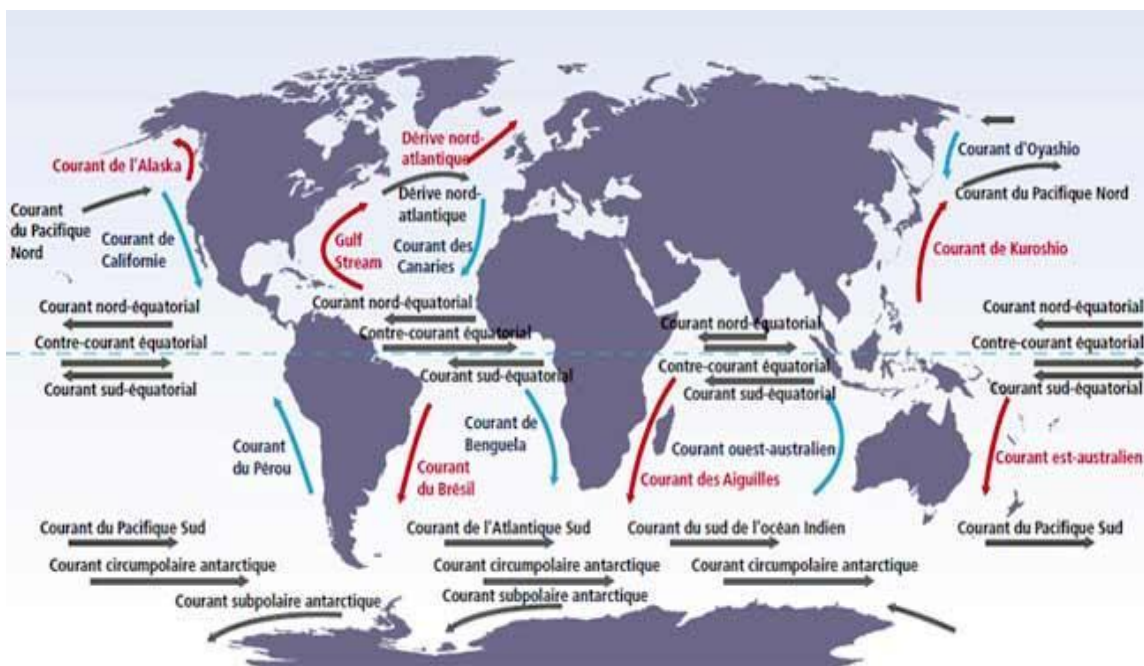 Dérive nord-
atlantique
Courant de l'Alaska
Courant d'Oyashio
Courant
du Pacifique
Nord
Dérive nord-
atlantique
Courant du Pacifique Nord
Courant de
Californie
Gulf
Stream
Courant des
Canaries
Courant de Kuroshio
Courant nord-équatorial
Courant nord-équatorial
Courant nord-équatorial
Courant nord-équatorial
Contre-courant équatorial
Contre-courant équatorial
Contre-courant équatorial
Contre-courant équatorial
Courant sud-équatorial
Courant sud-équatorial
Courant sud-équatorial
Courant sud-équatorial
Courant
du Pérou
Courant
du Brésil
Courant de
Benguela
Courant ouest-australien
Courant des Aiguilles
Courant est-australien
Courant du Pacifique Sud
Courant de l'Atlantique Sud
Courant du sud de l'océan Indien
Courant du Pacifique Sud
Courant circumpolaire antarctique
Courant circumpolaire antarctique
Courant circumpolaire antarctique
Courant subpolaire antarctique
Courant subpolaire antarctique